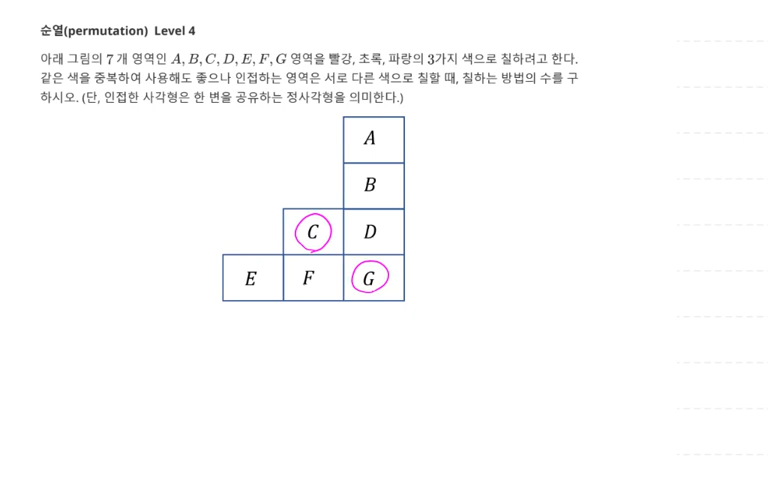 순열(permutation) Level 4
아래 그림의 7 개 영역인 A, B, C, D, E, F, G 영역을 빨강, 초록, 파랑의 3가지 색으로 칠하려고 한다.
같은 색을 중복하여 사용해도 좋으나 인접하는 영역은 서로 다른 색으로 칠할 때, 칠하는 방법의 수를 구
하시오. (단, 인접한 사각형은 한 변을 공유하는 정사각형을 의미한다.)
A
B
C D
E F G